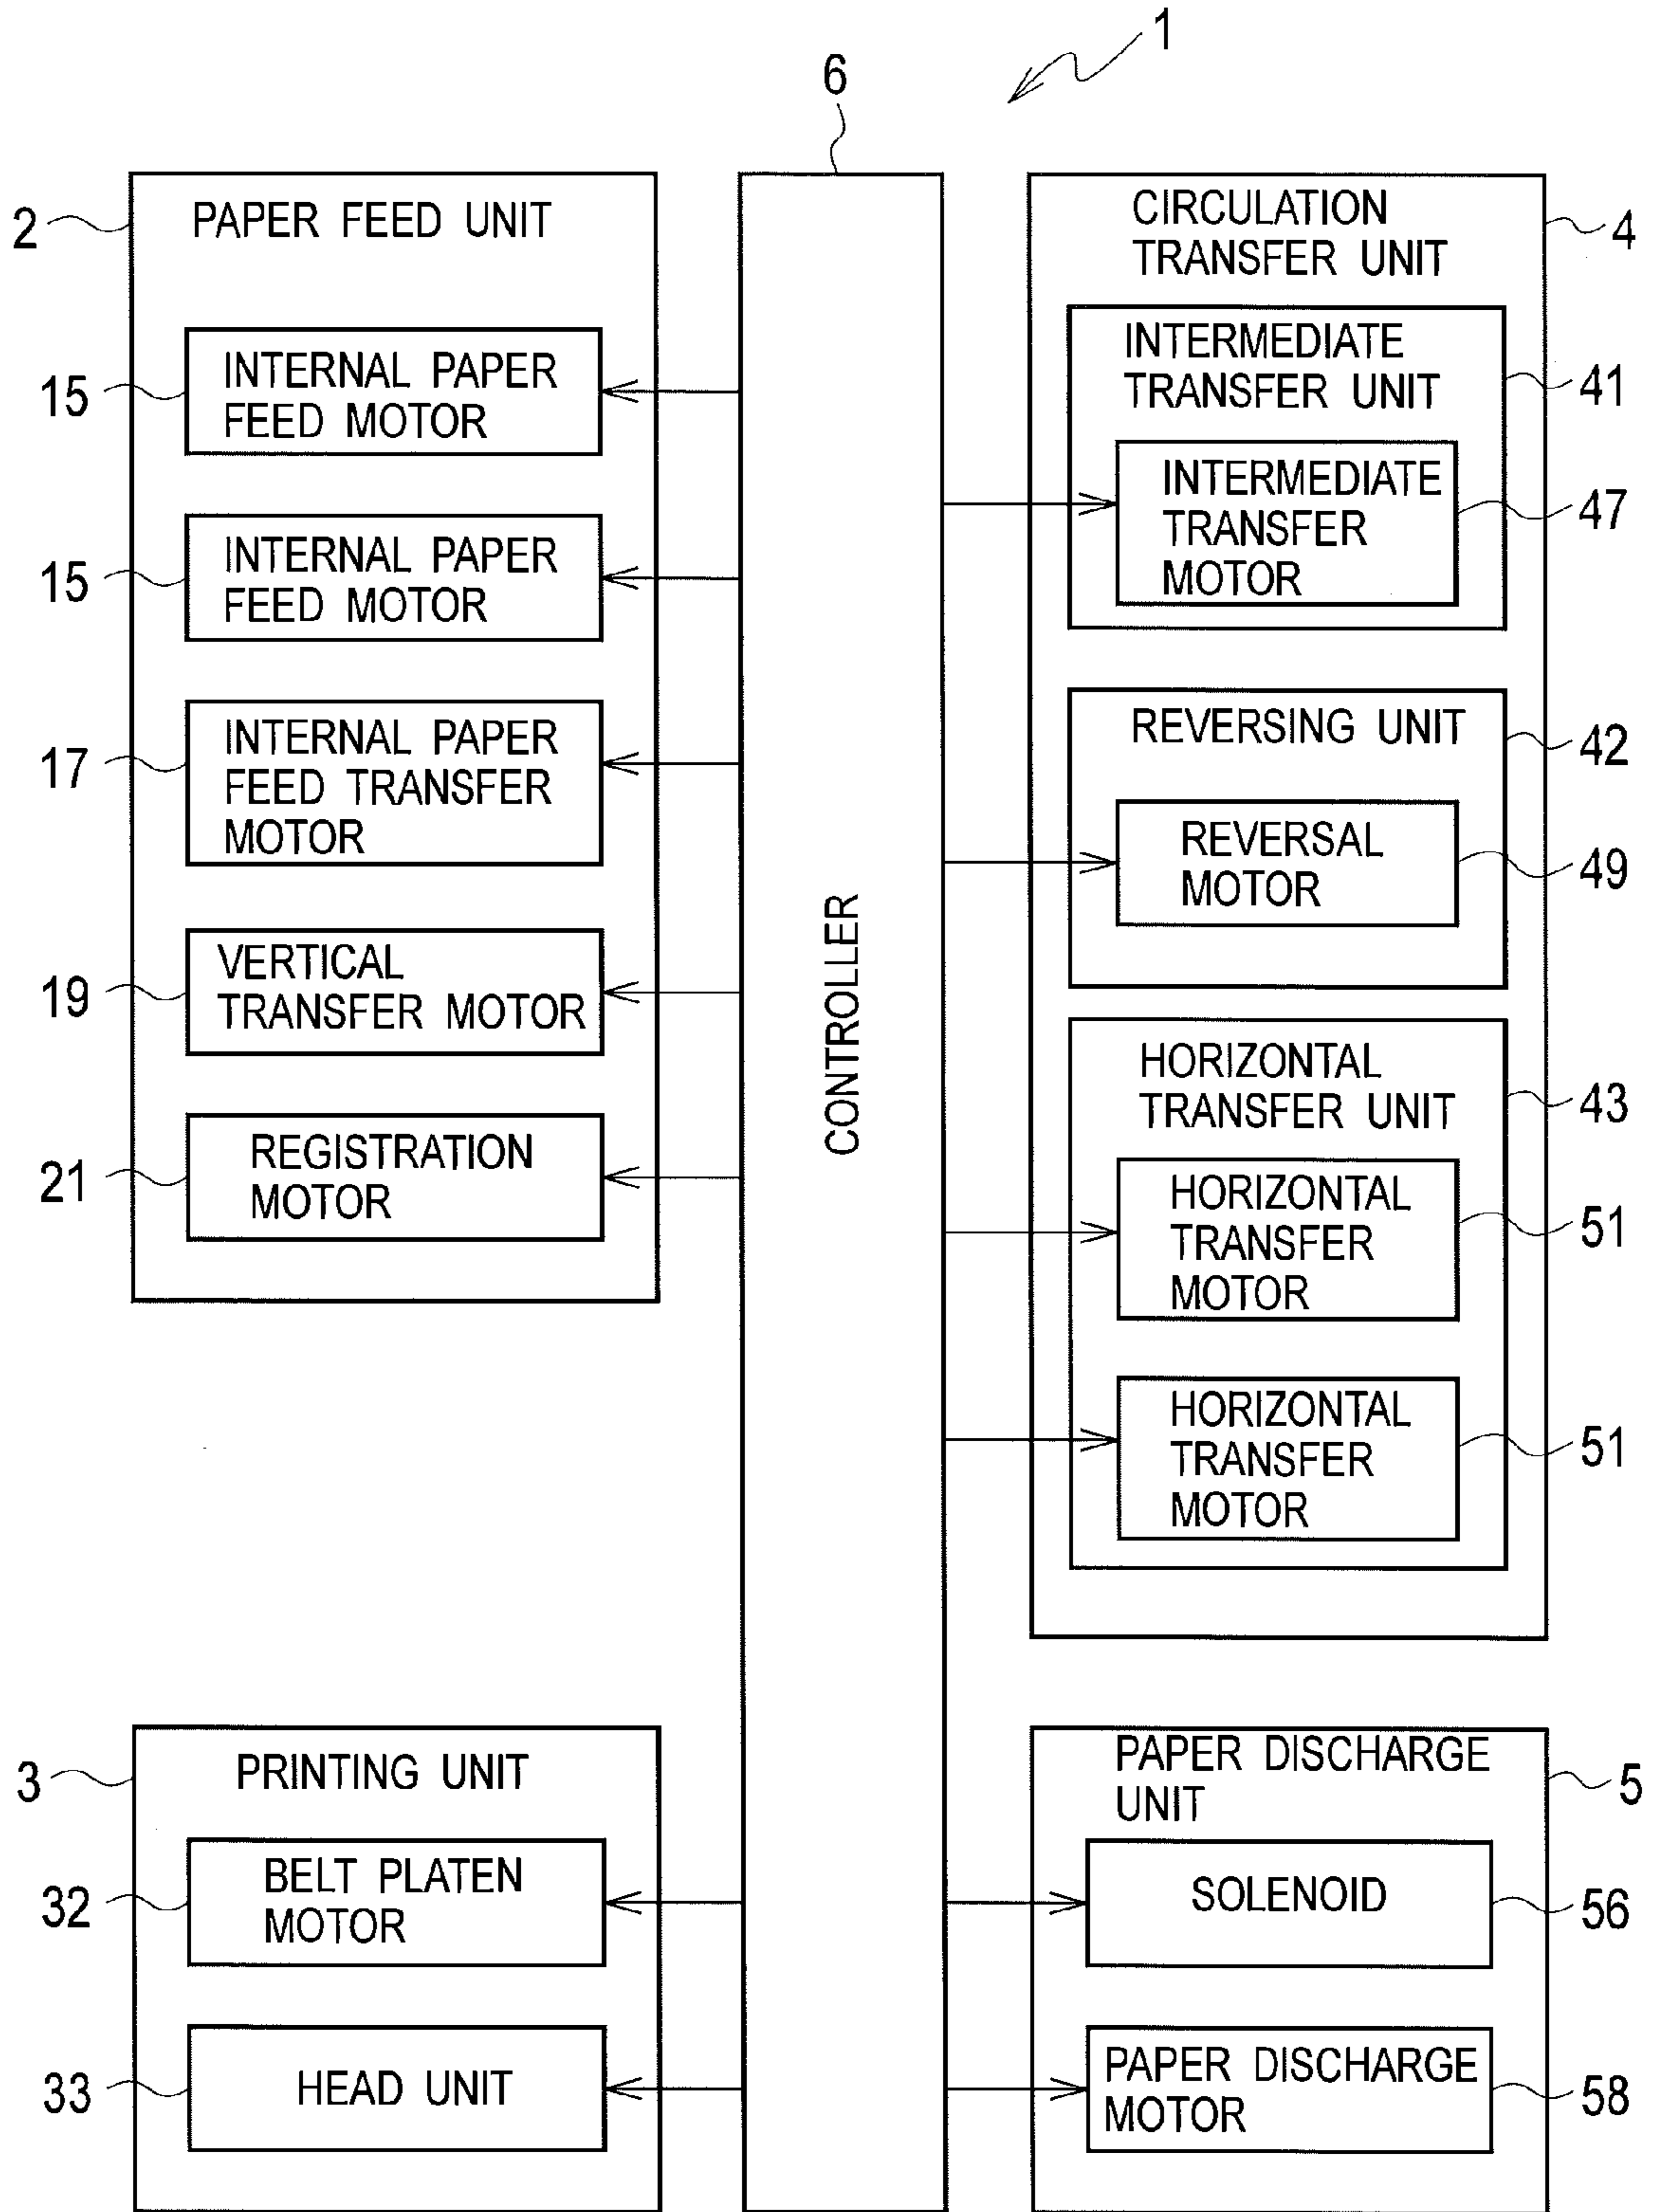 1
6
2
PAPER FEED UNIT
15
INTERNAL PAPER
FEED MOTOR
15
INTERNAL PAPER
FEED MOTOR
17
INTERNAL PAPER
FEED TRANSFER
MOTOR
19
VERTICAL
TRANSFER MOTOR
21
REGISTRATION
MOTOR
3
PRINTING UNIT
32
BELT PLATEN
MOTOR
33
HEAD UNIT
CONTROLLER
CIRCULATION
TRANSFER UNIT
4
INTERMEDIATE
TRANSFER UNIT
41
INTERMEDIATE
TRANSFER
MOTOR
47
REVERSING UNIT
42
REVERSAL
MOTOR
49
HORIZONTAL
TRANSFER UNIT
43
HORIZONTAL
TRANSFER
MOTOR
51
HORIZONTAL
TRANSFER
MOTOR
51
PAPER DISCHARGE
UNIT
5
SOLENOID
56
PAPER DISCHARGE
MOTOR
58